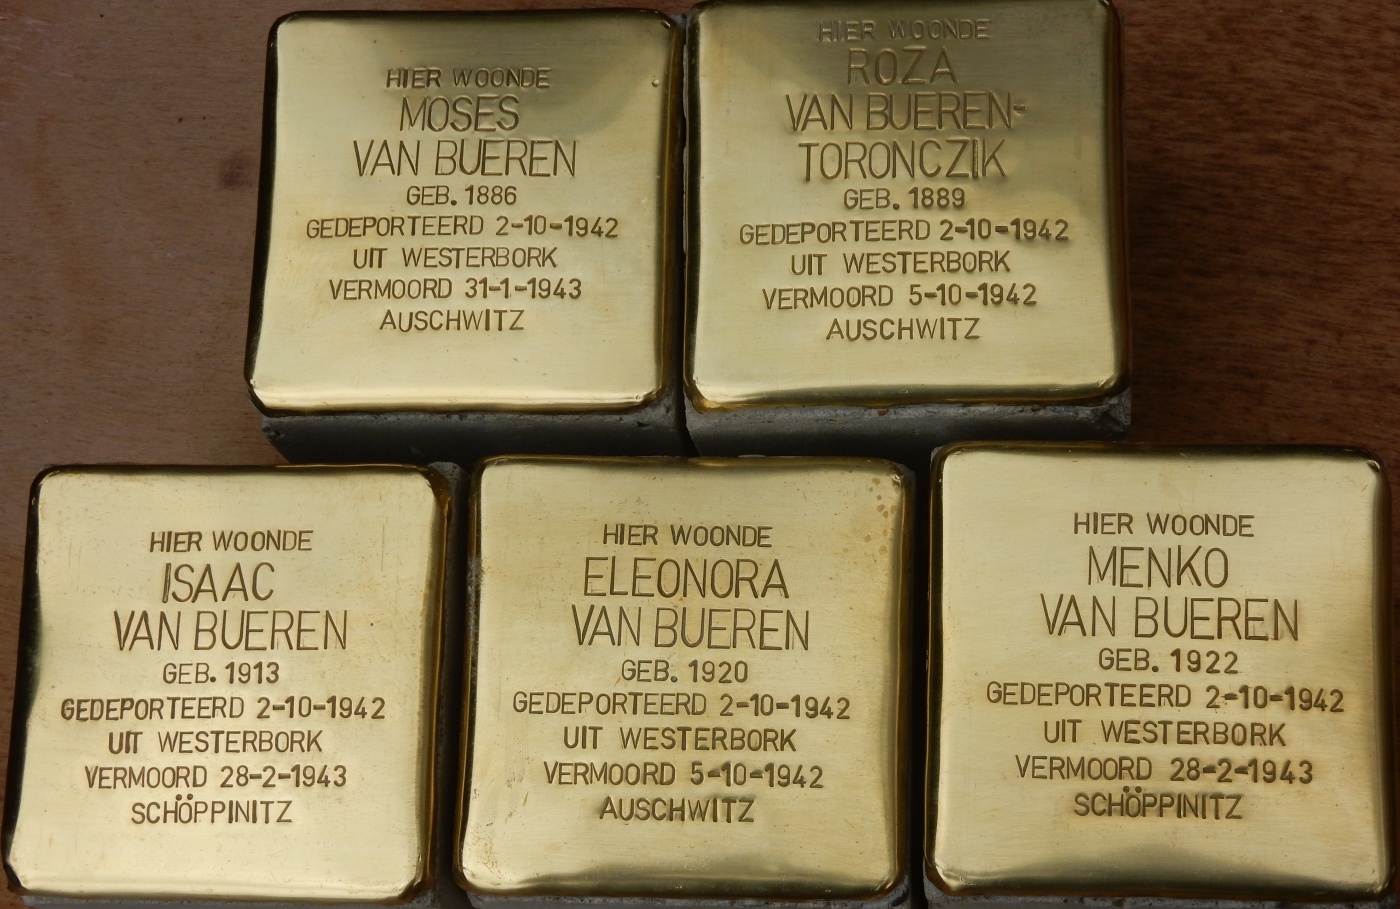 HIER WOONDE
MOSES
VAN BUEREN
GEB. 1886
GEDEPORTEERD 2-10-1942
UIT WESTERBORK
VERMOORD 31-1-1943
AUSCHWITZ
HIER WOONDE
ROZA
VAN BUEREN-
TORONCZIK
GEB. 1889
GEDEPORTEERD 2-10-1942
UIT WESTERBORK
VERMOORD 5-10-1942
AUSCHWITZ
HIER WOONDE
ISAAC
VAN BUEREN
GEB. 1913
GEDEPORTEERD 2-10-1942
UIT WESTERBORK
VERMOORD 28-2-1943
SCHÖPPINITZ
HIER WOONDE
ELEONORA
VAN BUEREN
GEB. 1920
GEDEPORTEERD 2-10-1942
UIT WESTERBORK
VERMOORD 5-10-1942
AUSCHWITZ
HIER WOONDE
MENKO
VAN BUEREN
GEB. 1922
GEDEPORTEERD 2-10-1942
UIT WESTERBORK
VERMOORD 28-2-1943
SCHÖPPINITZ